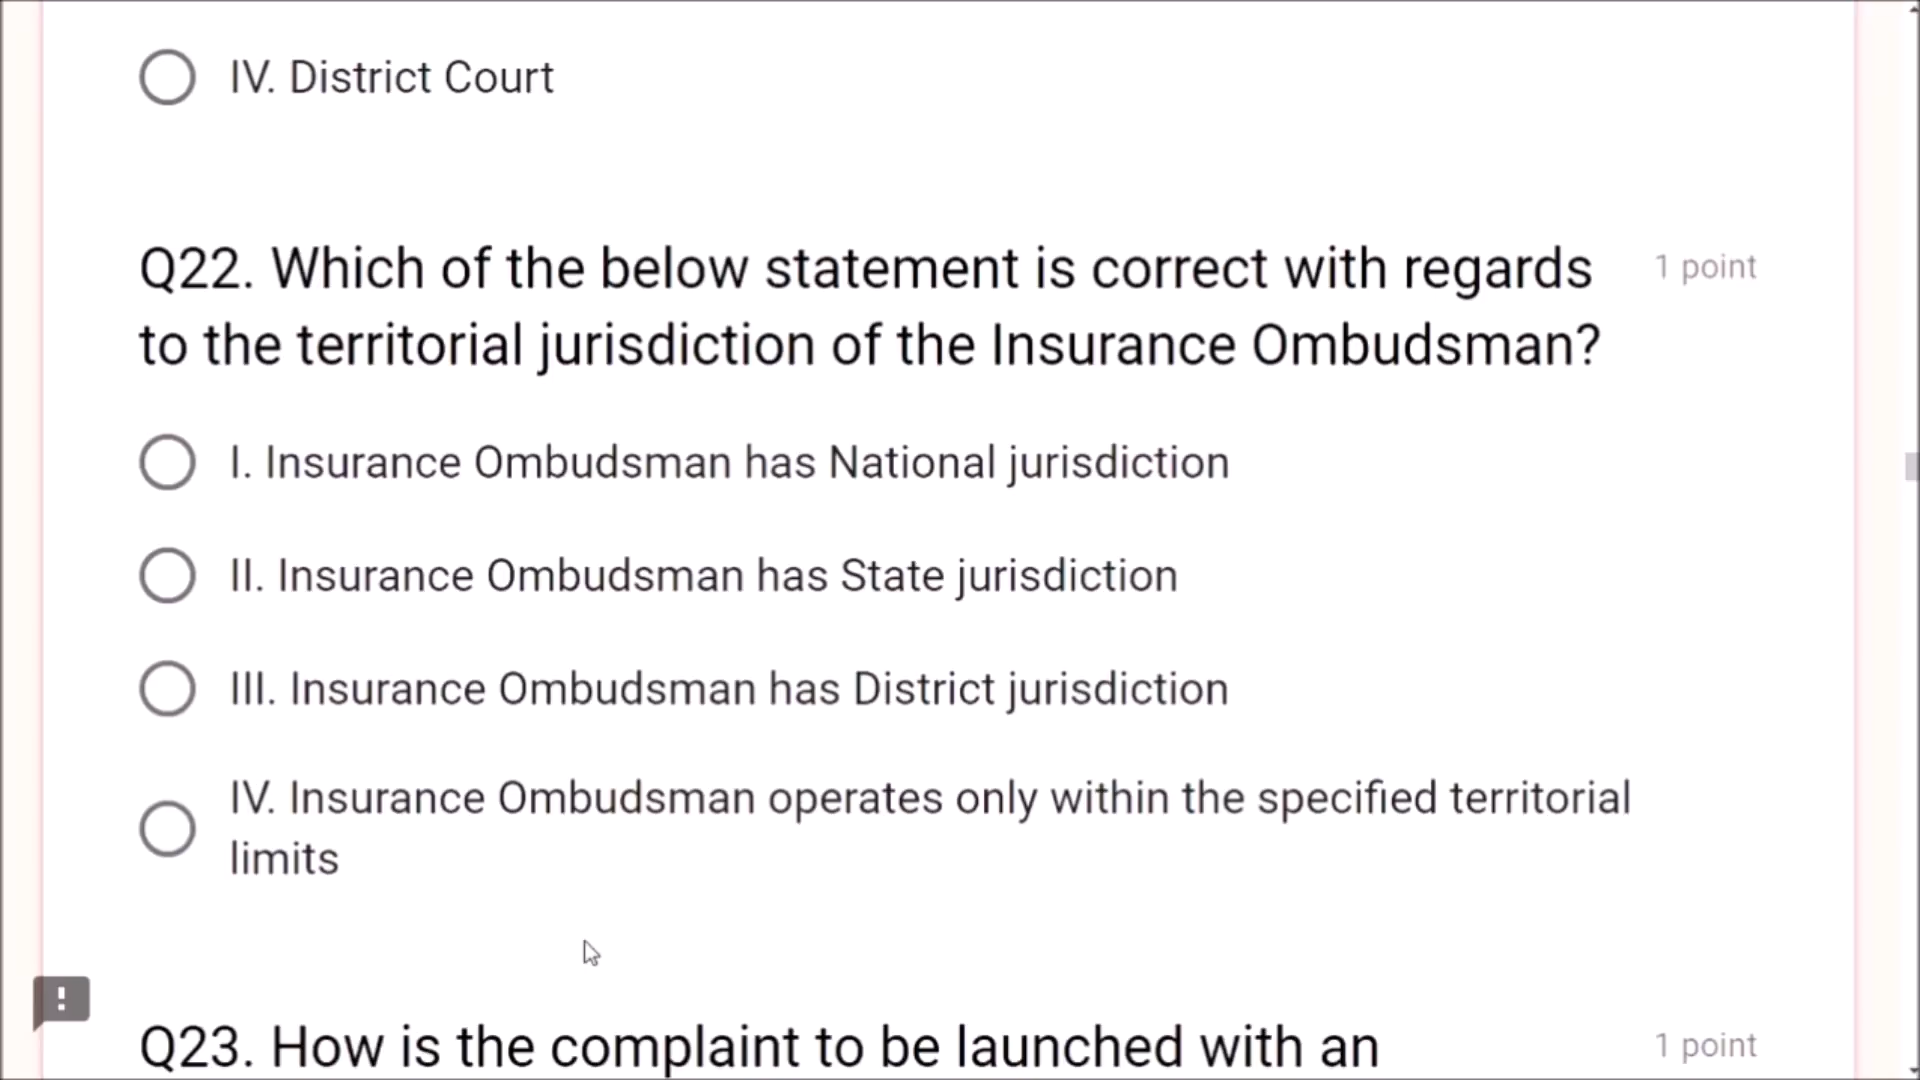 IV. District Court
Q22. Which of the below statement is correct with regards
1 point
to the territorial jurisdiction of the Insurance Ombudsman?
I. Insurance Ombudsman has National jurisdiction
II. Insurance Ombudsman has State jurisdiction
III. Insurance Ombudsman has District jurisdiction
IV. Insurance Ombudsman operates only within the specified territorial
limits
!
Q23. How is the complaint to be launched with an
1 point